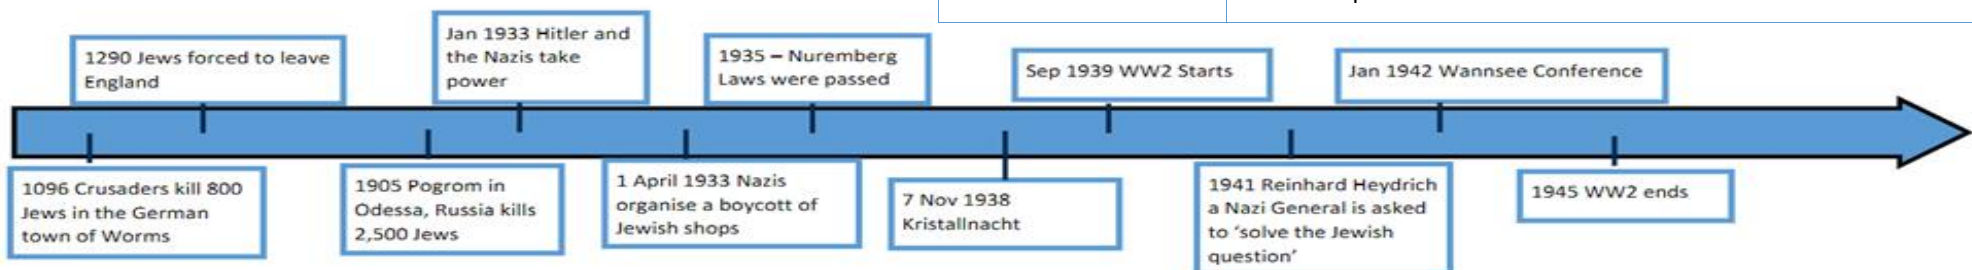 1290 Jews forced to leave
England
Jan 1933 Hitler and
the Nazis take
power
1935 – Nuremberg
Laws were passed
Sep 1939 WW2 Starts
Jan 1942 Wannsee Conference
1096 Crusaders kill 800
Jews in the German
town of Worms
1905 Pogrom in
Odessa, Russia kills
2,500 Jews
1 April 1933 Nazis
organise a boycott of
Jewish shops
7 Nov 1938
Kristallnacht
1941 Reinhard Heydrich
a Nazi General is asked
to ‘solve the Jewish
question’
1945 WW2 ends